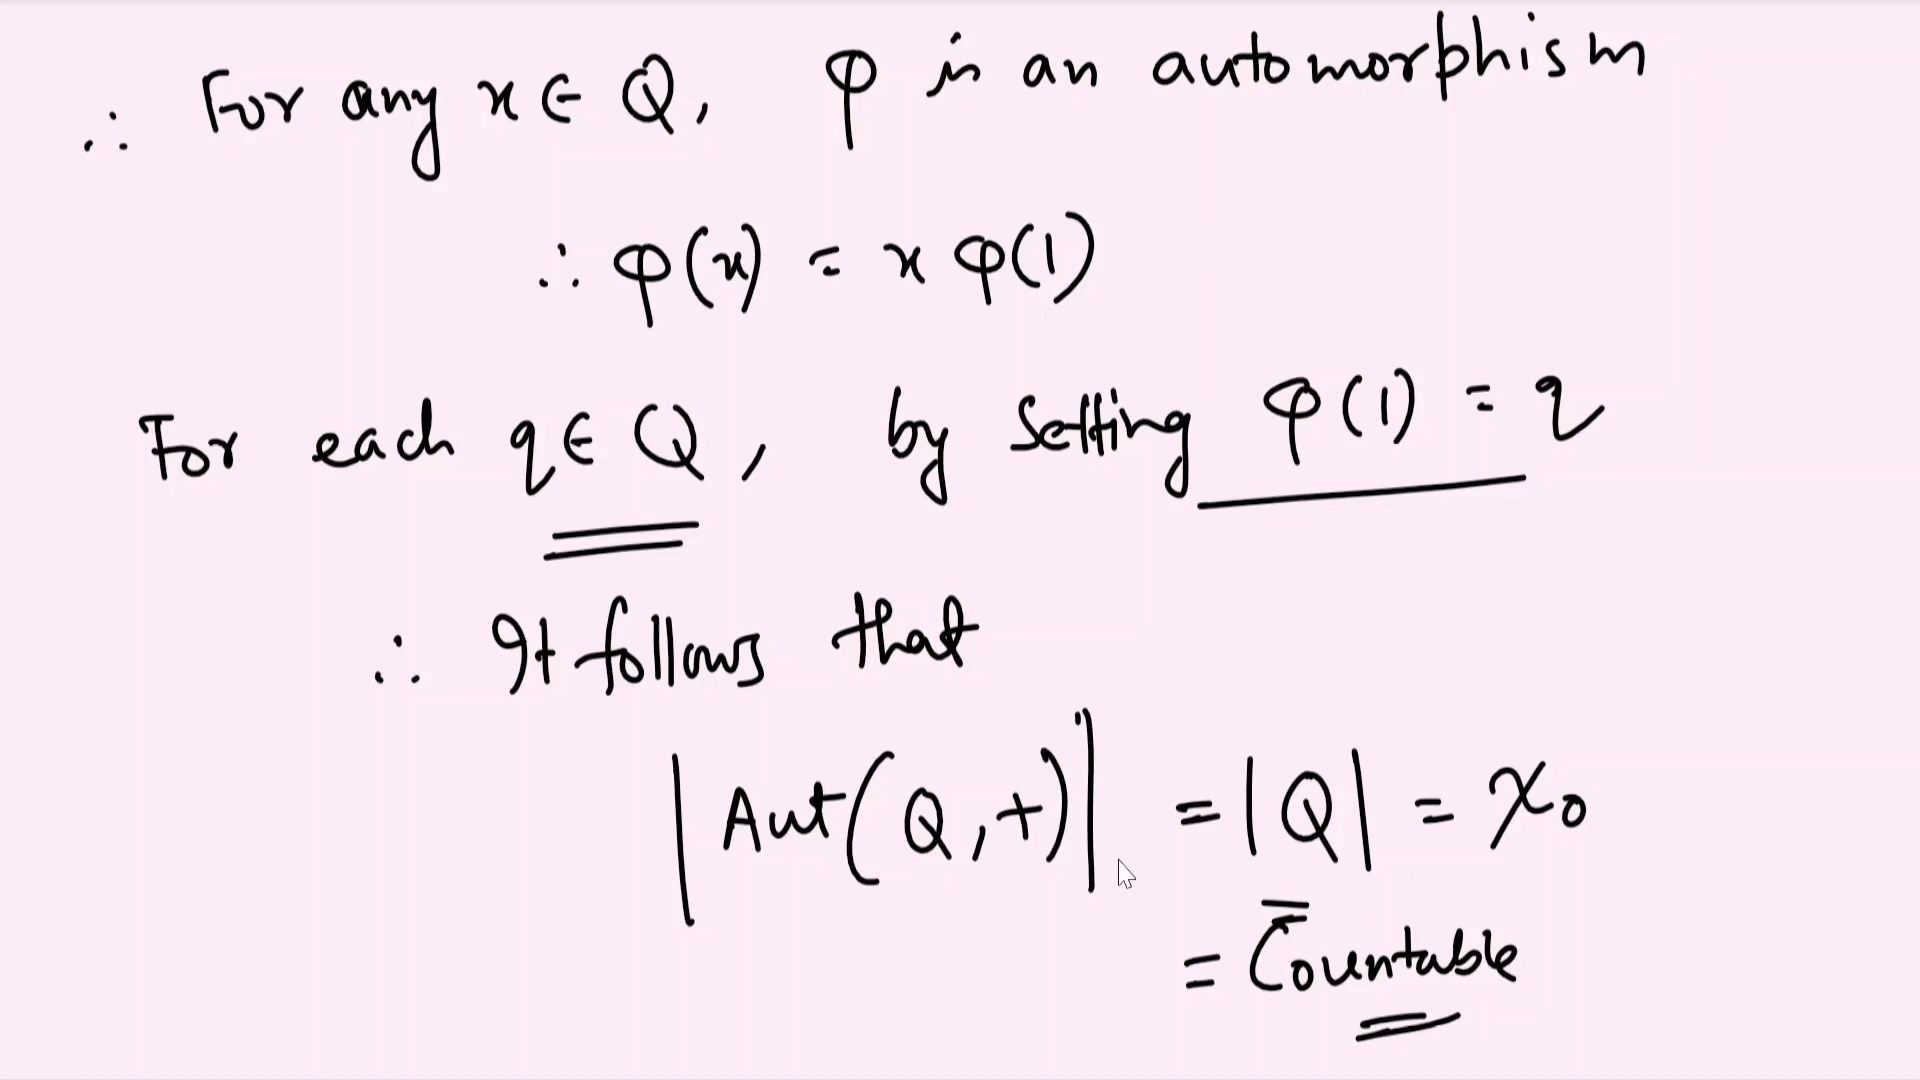 ∴ For any x ∈ Q, φ is an automorphism
∴ φ(x) = x φ(1)
For each q ∈ Q, by setting φ(1) = q
∴ It follows that
|Aut(Q,+)| = |Q| = χ₀
= Countable